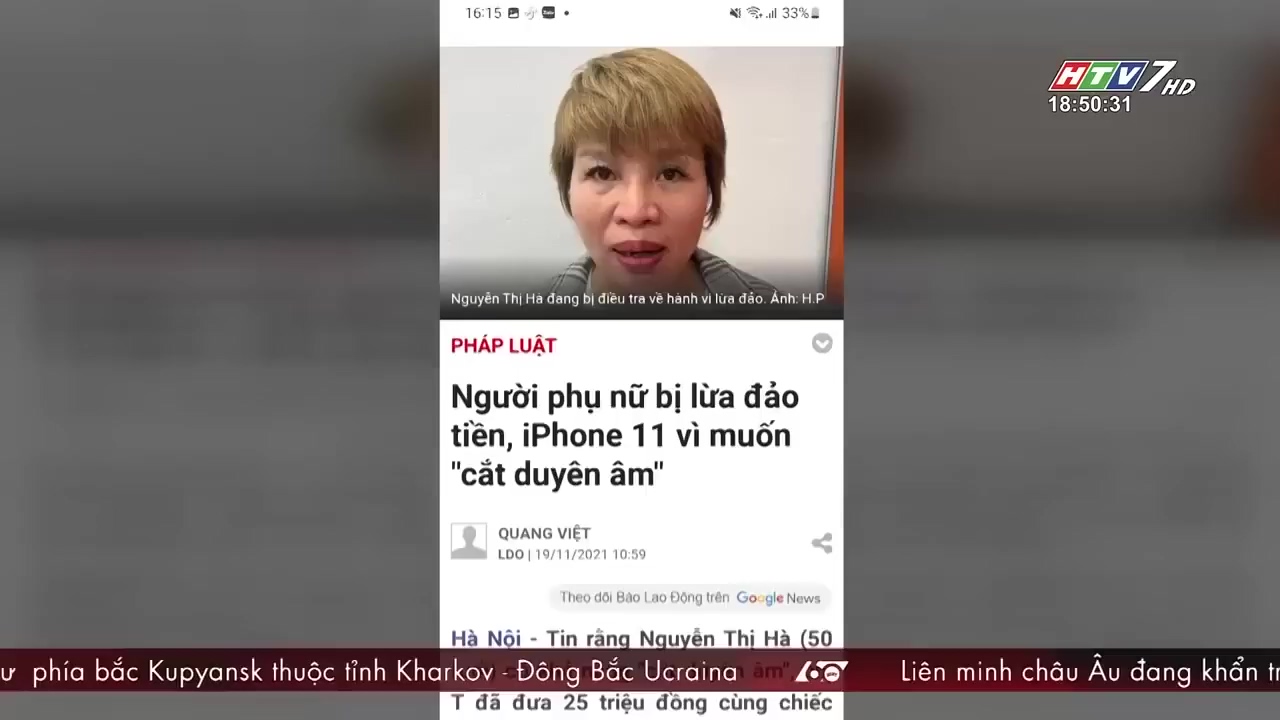 16:15
33%
HTV7 HD
18:50:31
Nguyễn Thị Hà đang bị điều tra về hành vi lừa đảo. Ảnh: H.P
PHÁP LUẬT
Người phụ nữ bị lừa đảo
tiền, iPhone 11 vì muốn
"cắt duyên âm"
QUANG VIỆT
LDO | 19/11/2021 10:59
Theo dõi Báo Lao Động trên Google News
Hà Nội - Tin rằng Nguyễn Thị Hà (50
duyên âm",
ư phía bắc Kupyansk thuộc tỉnh Kharkov - Đông Bắc Ucraina
60
Liên minh châu Âu đang khẩn tr
T đã đưa 25 triệu đồng cùng chiếc